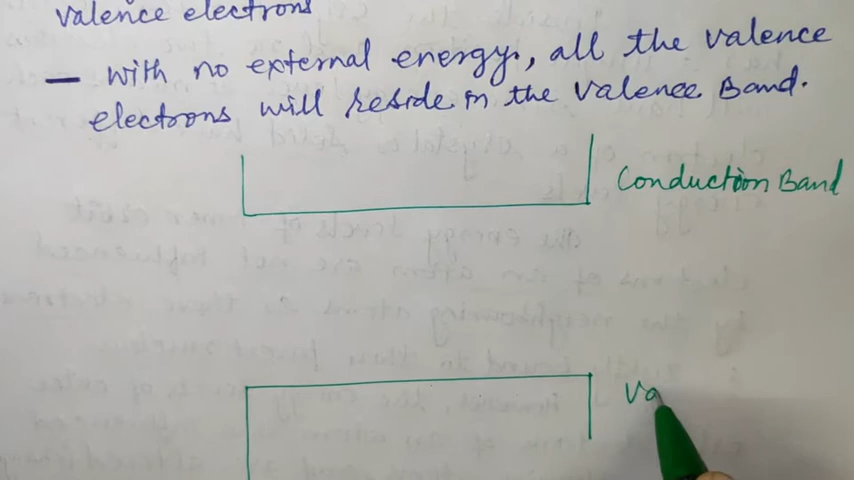 valence electrons
— with no external energy, all the valence
electrons will reside in the valence Band.
Conduction Band
Va